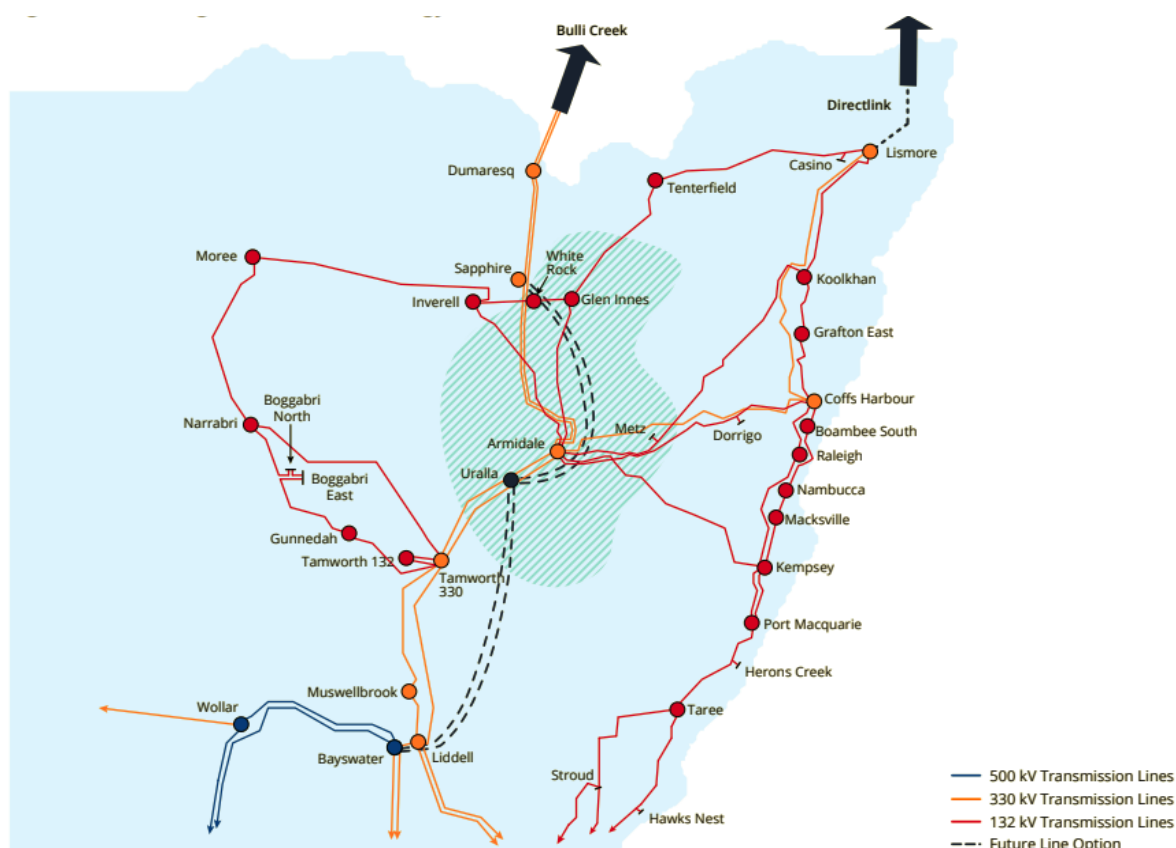 Bulli Creek
Directlink
Dumaresq
Casino
Lismore
Tenterfield
Moree
Sapphire
White
Rock
Inverell
Glen Innes
Koolkhan
Grafton East
Boggabri
North
Narrabri
Coffs Harbour
Armidale
Metz
Dorrigo
Boambee South
Uralla
Raleigh
Boggabri
East
Nambucca
Macksville
Gunnedah
Tamworth 132
Tamworth
330
Kempsey
Port Macquarie
Herons Creek
Muswellbrook
Wollar
Taree
Bayswater
Liddell
Stroud
Hawks Nest
500 kV Transmission Lines
330 kV Transmission Lines
132 kV Transmission Lines
Future Line Option